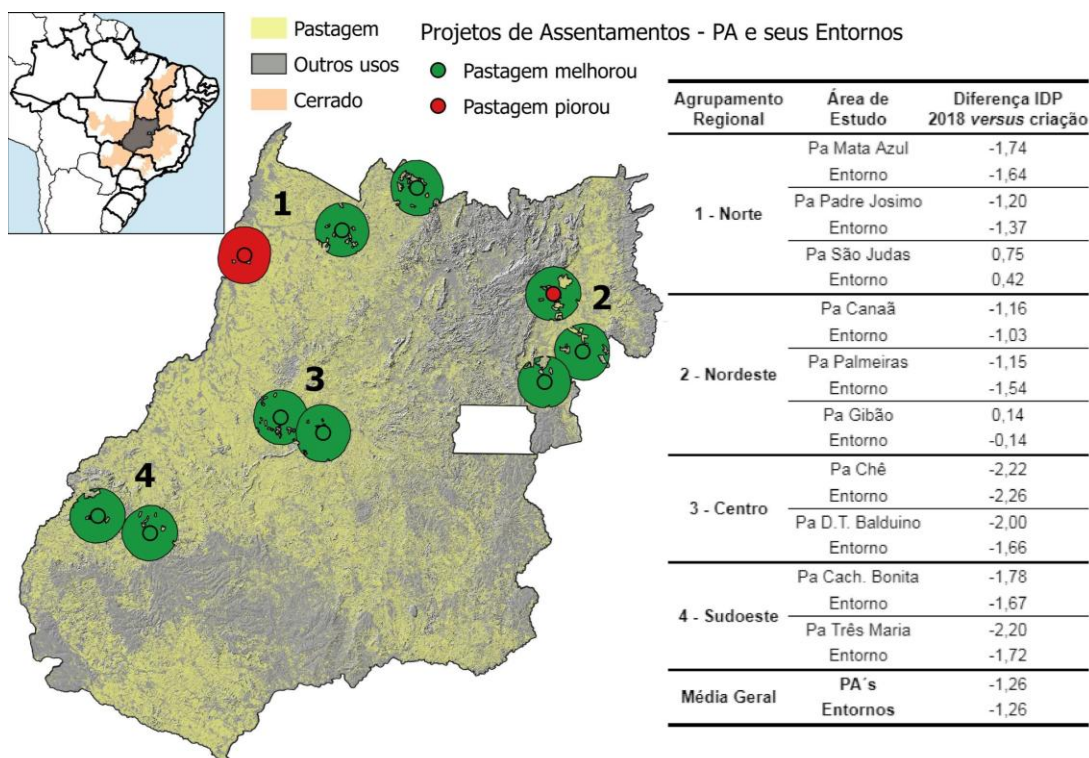 Pastagem
Outros usos
Cerrado
Projetos de Assentamentos - PA e seus Entornos
Pastagem melhorou
Pastagem piorou
1
2
3
4
Agrupamento Regional Área de Estudo Diferença IDP 2018 versus criação
1 - Norte
Pa Mata Azul -1,74
Entorno -1,64
Pa Padre Josimo -1,20
Entorno -1,37
Pa São Judas 0,75
Entorno 0,42
2 - Nordeste
Pa Canaã -1,16
Entorno -1,03
Pa Palmeiras -1,15
Entorno -1,54
Pa Gibão 0,14
Entorno -0,14
3 - Centro
Pa Chê -2,22
Entorno -2,26
Pa D.T. Balduino -2,00
Entorno -1,66
4 - Sudoeste
Pa Cach. Bonita -1,78
Entorno -1,67
Pa Três Maria -2,20
Entorno -1,72
Média Geral
PA´s -1,26
Entornos -1,26